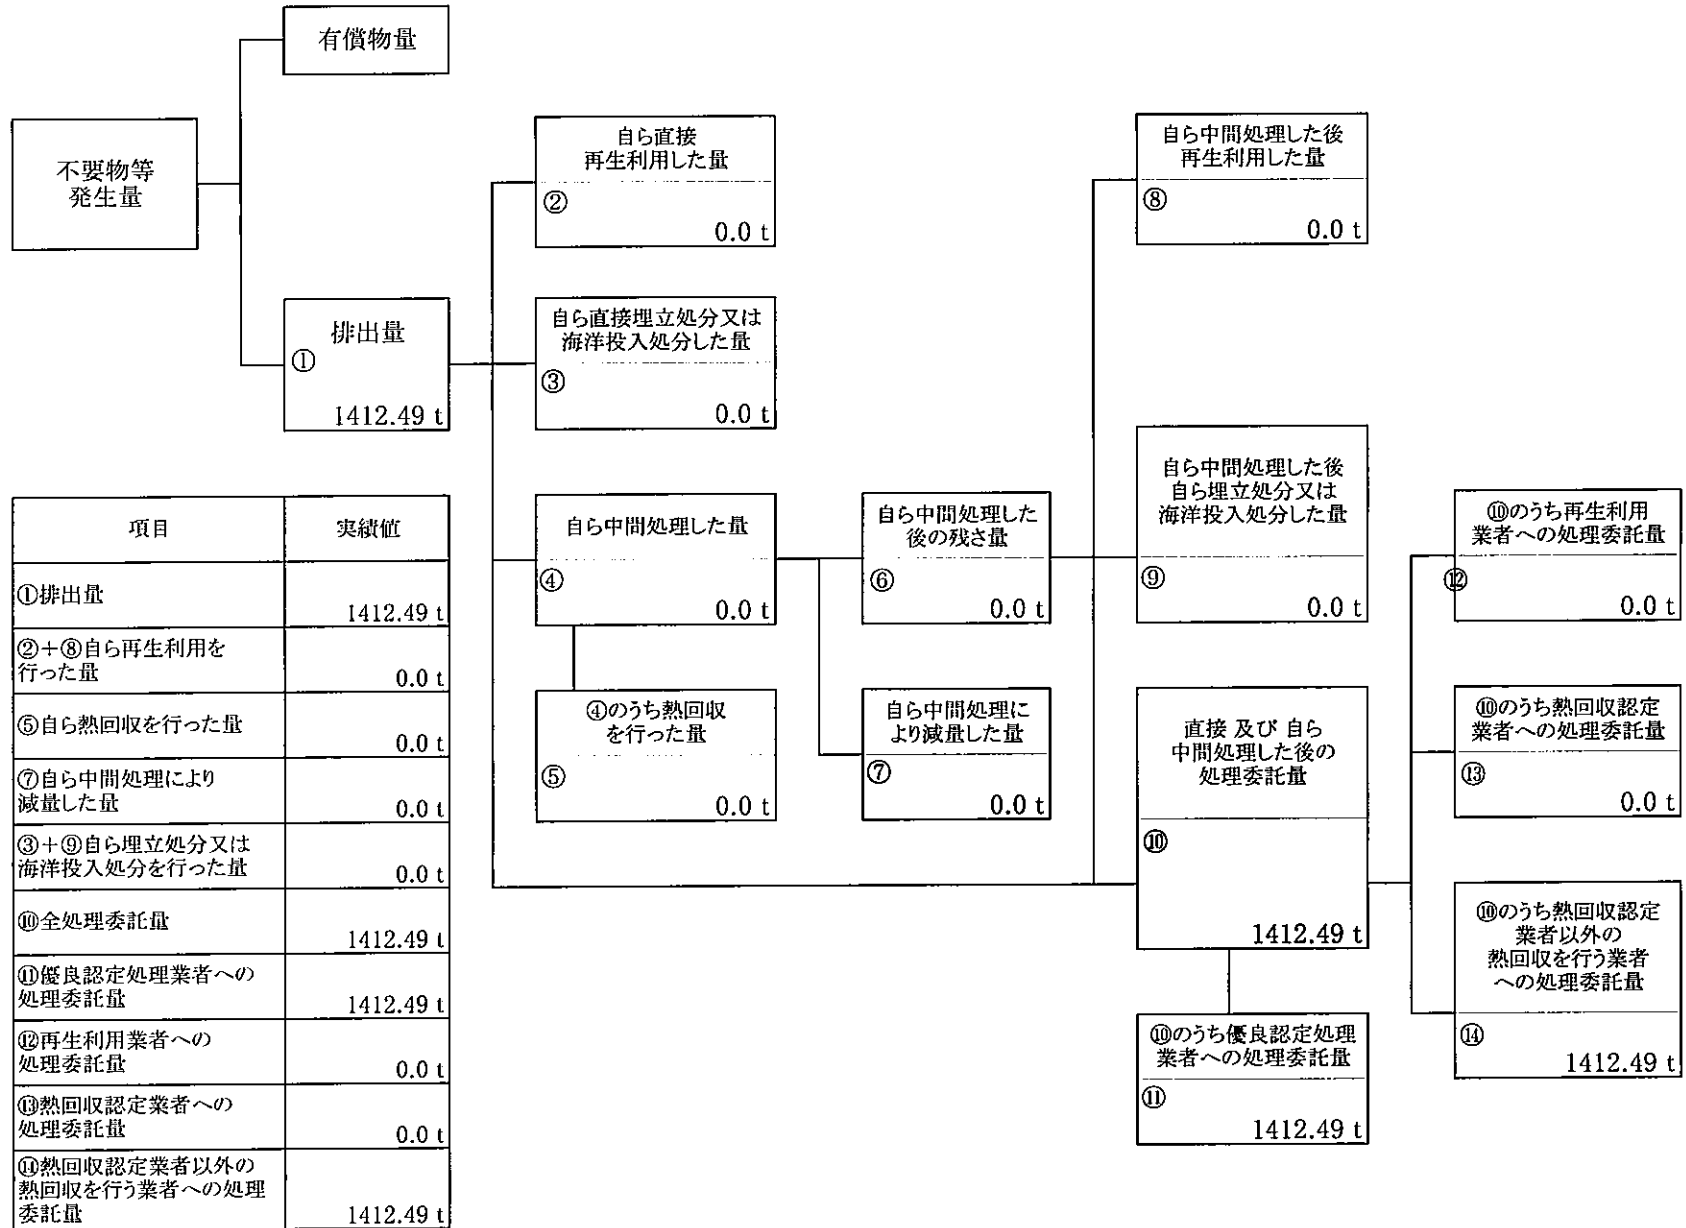 有償物量
不要物等
発生量
排出量
①
1412.49 t
自ら直接
再生利用した量
②
0.0 t
自ら直接埋立処分又は
海洋投入処分した量
③
0.0 t
自ら中間処理した量
④
0.0 t
④のうち熱回収
を行った量
⑤
0.0 t
自ら中間処理した
後の残さ量
⑥
0.0 t
自ら中間処理に
より減量した量
⑦
0.0 t
自ら中間処理した後
再生利用した量
⑧
0.0 t
自ら中間処理した後
自ら埋立処分又は
海洋投入処分した量
⑨
0.0 t
直接 及び 自ら
中間処理した後の
処理委託量
⑩
1412.49 t
⑩のうち優良認定処理
業者への処理委託量
⑪
1412.49 t
⑩のうち再生利用
業者への処理委託量
⑫
0.0 t
⑩のうち熱回収認定
業者への処理委託量
⑬
0.0 t
⑩のうち熱回収認定
業者以外の
熱回収を行う業者
への処理委託量
⑭
1412.49 t
項目 実績値
①排出量
1412.49 t
②+⑧自ら再生利用を
行った量
0.0 t
⑤自ら熱回収を行った量
0.0 t
⑦自ら中間処理により
減量した量
0.0 t
③+⑨自ら埋立処分又は
海洋投入処分を行った量
0.0 t
⑩全処理委託量
1412.49 t
⑪優良認定処理業者への
処理委託量
1412.49 t
⑫再生利用業者への
処理委託量
0.0 t
⑬熱回収認定業者への
処理委託量
0.0 t
⑭熱回収認定業者以外の
熱回収を行う業者への処理
委託量
1412.49 t